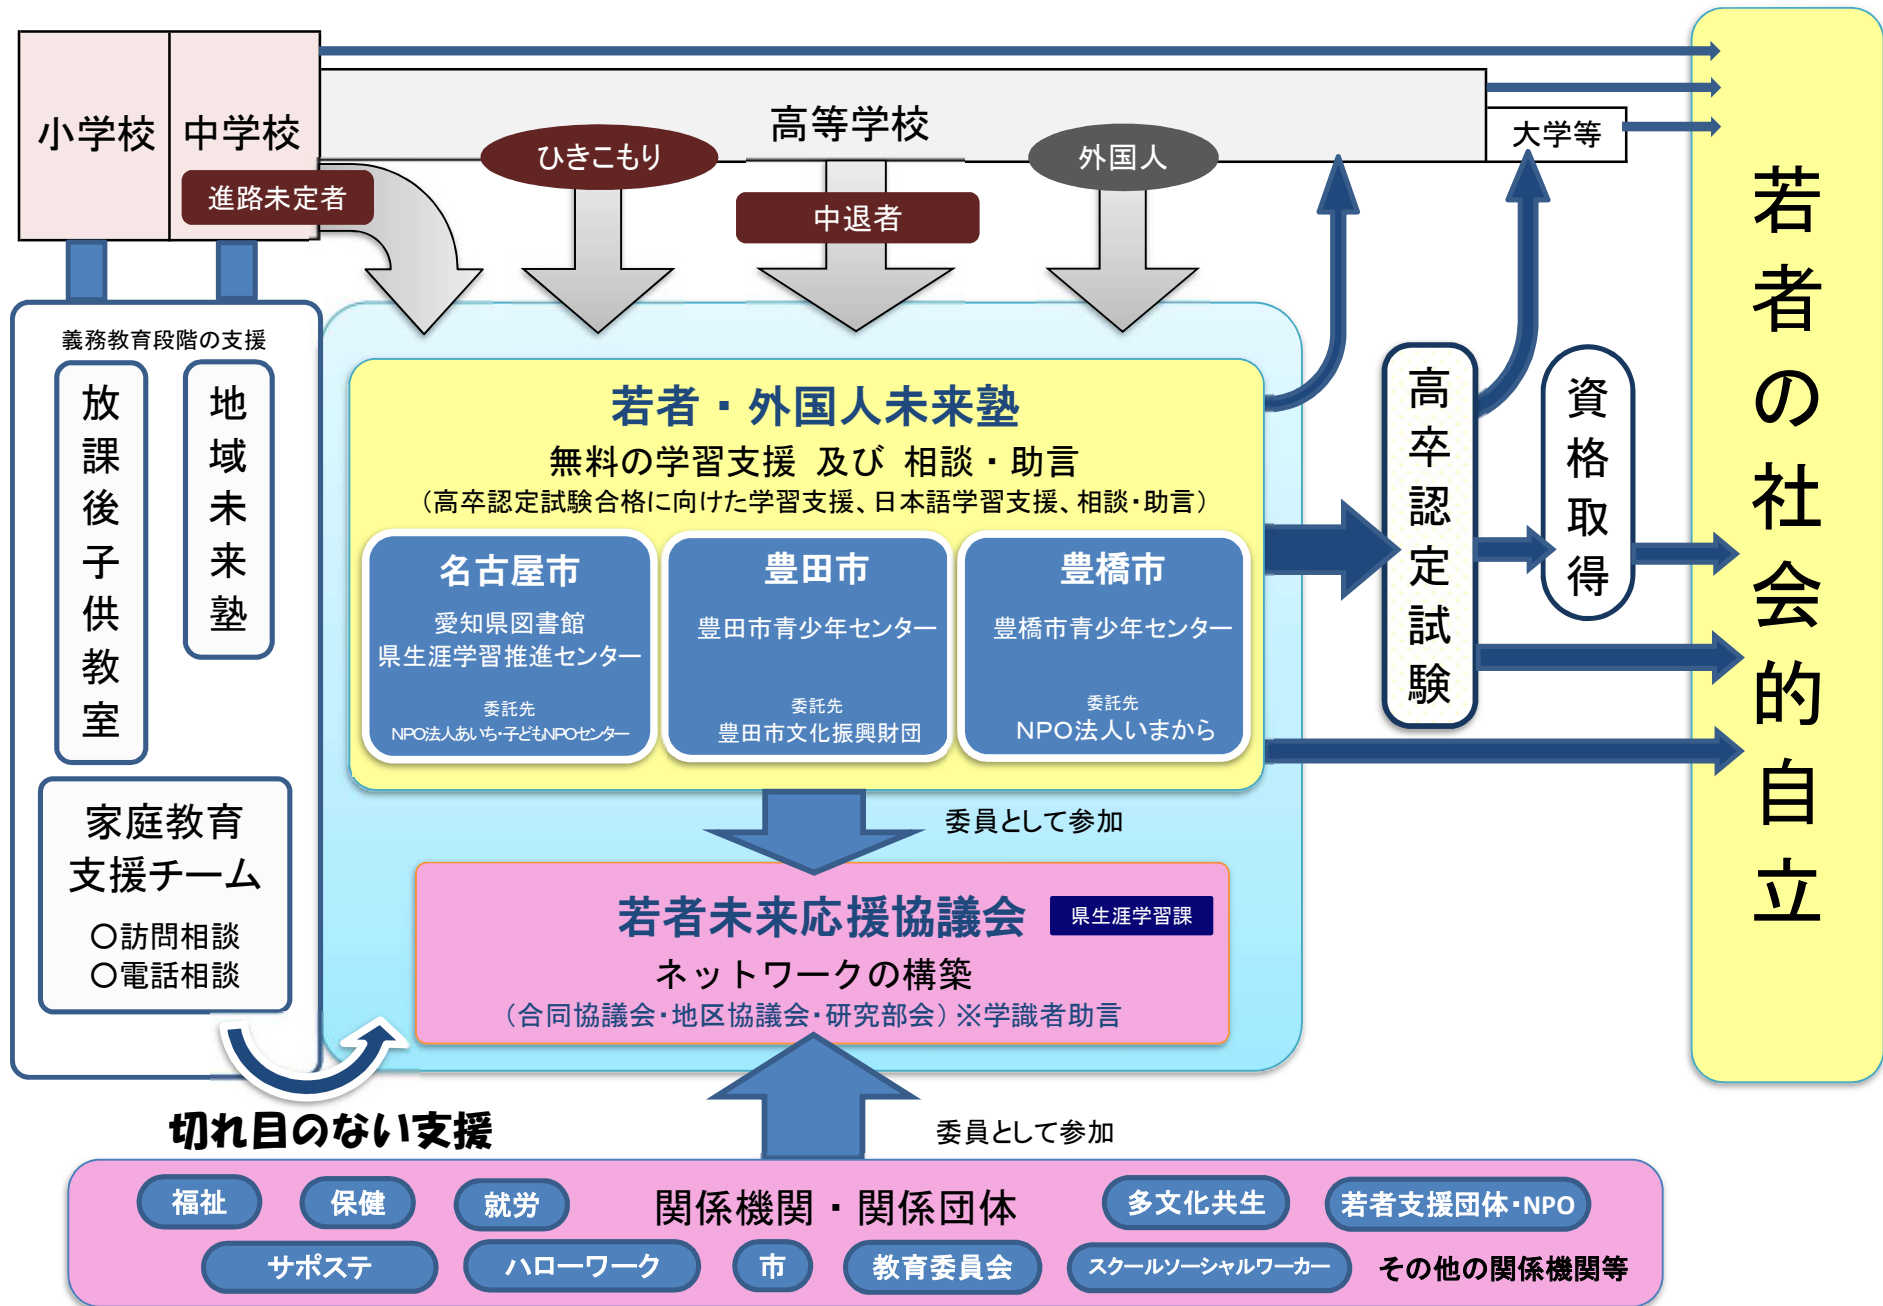 小学校
中学校
高等学校
大学等
進路未定者
ひきこもり
中退者
外国人
若者の社会的自立
義務教育段階の支援
放課後子供教室
地域未来塾
家庭教育
支援チーム
○訪問相談
○電話相談
若者・外国人未来塾
無料の学習支援 及び 相談・助言
（高卒認定試験合格に向けた学習支援、日本語学習支援、相談・助言）
名古屋市
愛知県図書館
県生涯学習推進センター
委託先
NPO法人あいち・子どもNPOセンター
豊田市
豊田市青少年センター
委託先
豊田市文化振興財団
豊橋市
豊橋市青少年センター
委託先
NPO法人いまから
高卒認定試験
資格取得
委員として参加
若者未来応援協議会
県生涯学習課
ネットワークの構築
（合同協議会・地区協議会・研究部会）※学識者助言
切れ目のない支援
委員として参加
福祉
保健
就労
関係機関・関係団体
多文化共生
若者支援団体・NPO
サポステ
ハローワーク
市
教育委員会
スクールソーシャルワーカー
その他の関係機関等